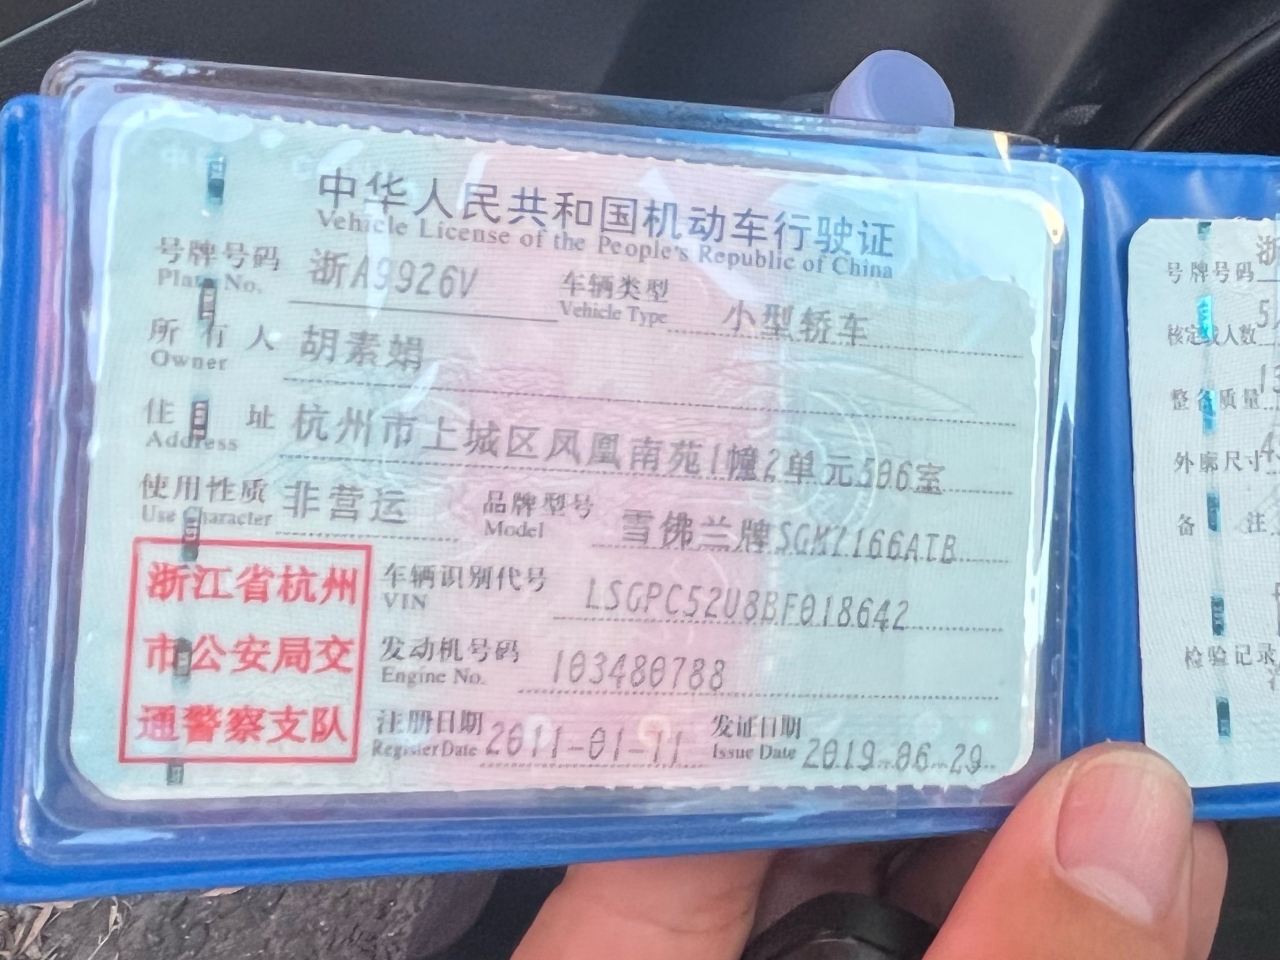 中华人民共和国机动车行驶证
Vehicle License of the People's Republic of China
号牌号码 浙A9926V 车辆类型 小型轿车
Plate No. Vehicle Type
所有人 胡素娟
Owner
住址 杭州市上城区凤凰南苑1幢2单元506室
Address
使用性质 非营运 品牌型号 雪佛兰牌SGM7166ATB
Use Character Model
浙江省杭州
市公安局交
通警察支队
车辆识别代号 LSGPC52U8BF018642
VIN
发动机号码 103480788
Engine No.
注册日期 2011-01-11 发证日期 2019-06-29
Register Date Issue Date
号牌号码 浙
核定载人数 5
整备质量
外廓尺寸
备注
检验记录